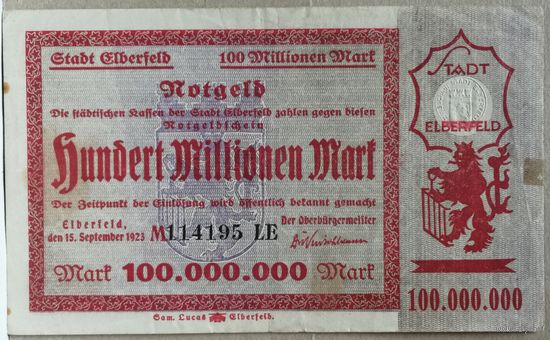 Stadt Elberfeld
100 Millionen Mark
Notgeld
Die städtischen Kassen der Stadt Elberfeld zahlen gegen diesen
Notgeldschein
Hundert Millionen Mark
Der Zeitpunkt der Einlösung wird öffentlich bekannt gemacht
Elberfeld,
den 15. September 1923
M114195 LE
Der Oberbürgermeister
Mark 100.000.000 Mark
Sam. Lucas Elberfeld.
STADT
ELBERFELD
100.000.000